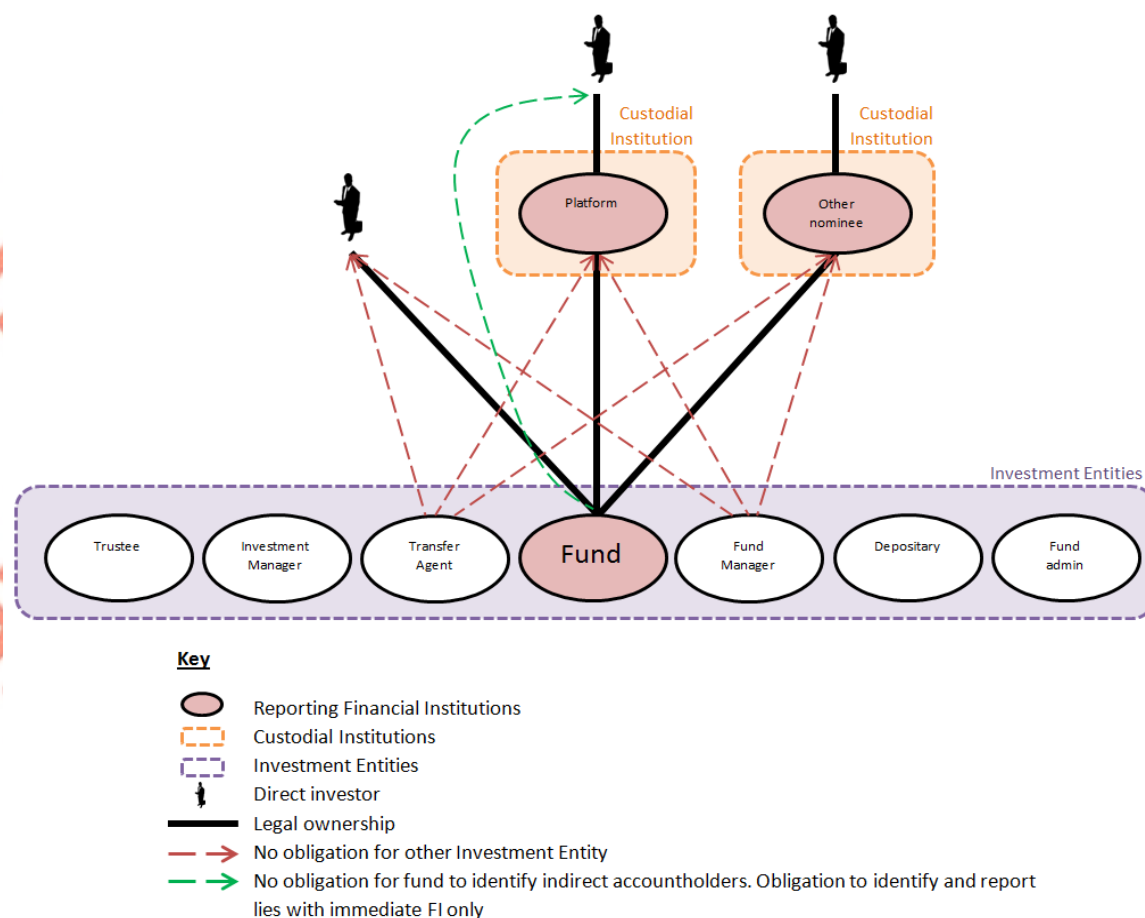 Custodial
Institution
Custodial
Institution
Platform
Other
nominee
Investment Entities
Trustee
Investment
Manager
Transfer
Agent
Fund
Fund
Manager
Depositary
Fund
admin
Key
Reporting Financial Institutions
Custodial Institutions
Investment Entities
Direct investor
Legal ownership
No obligation for other Investment Entity
No obligation for fund to identify indirect accountholders. Obligation to identify and report
lies with immediate FI only